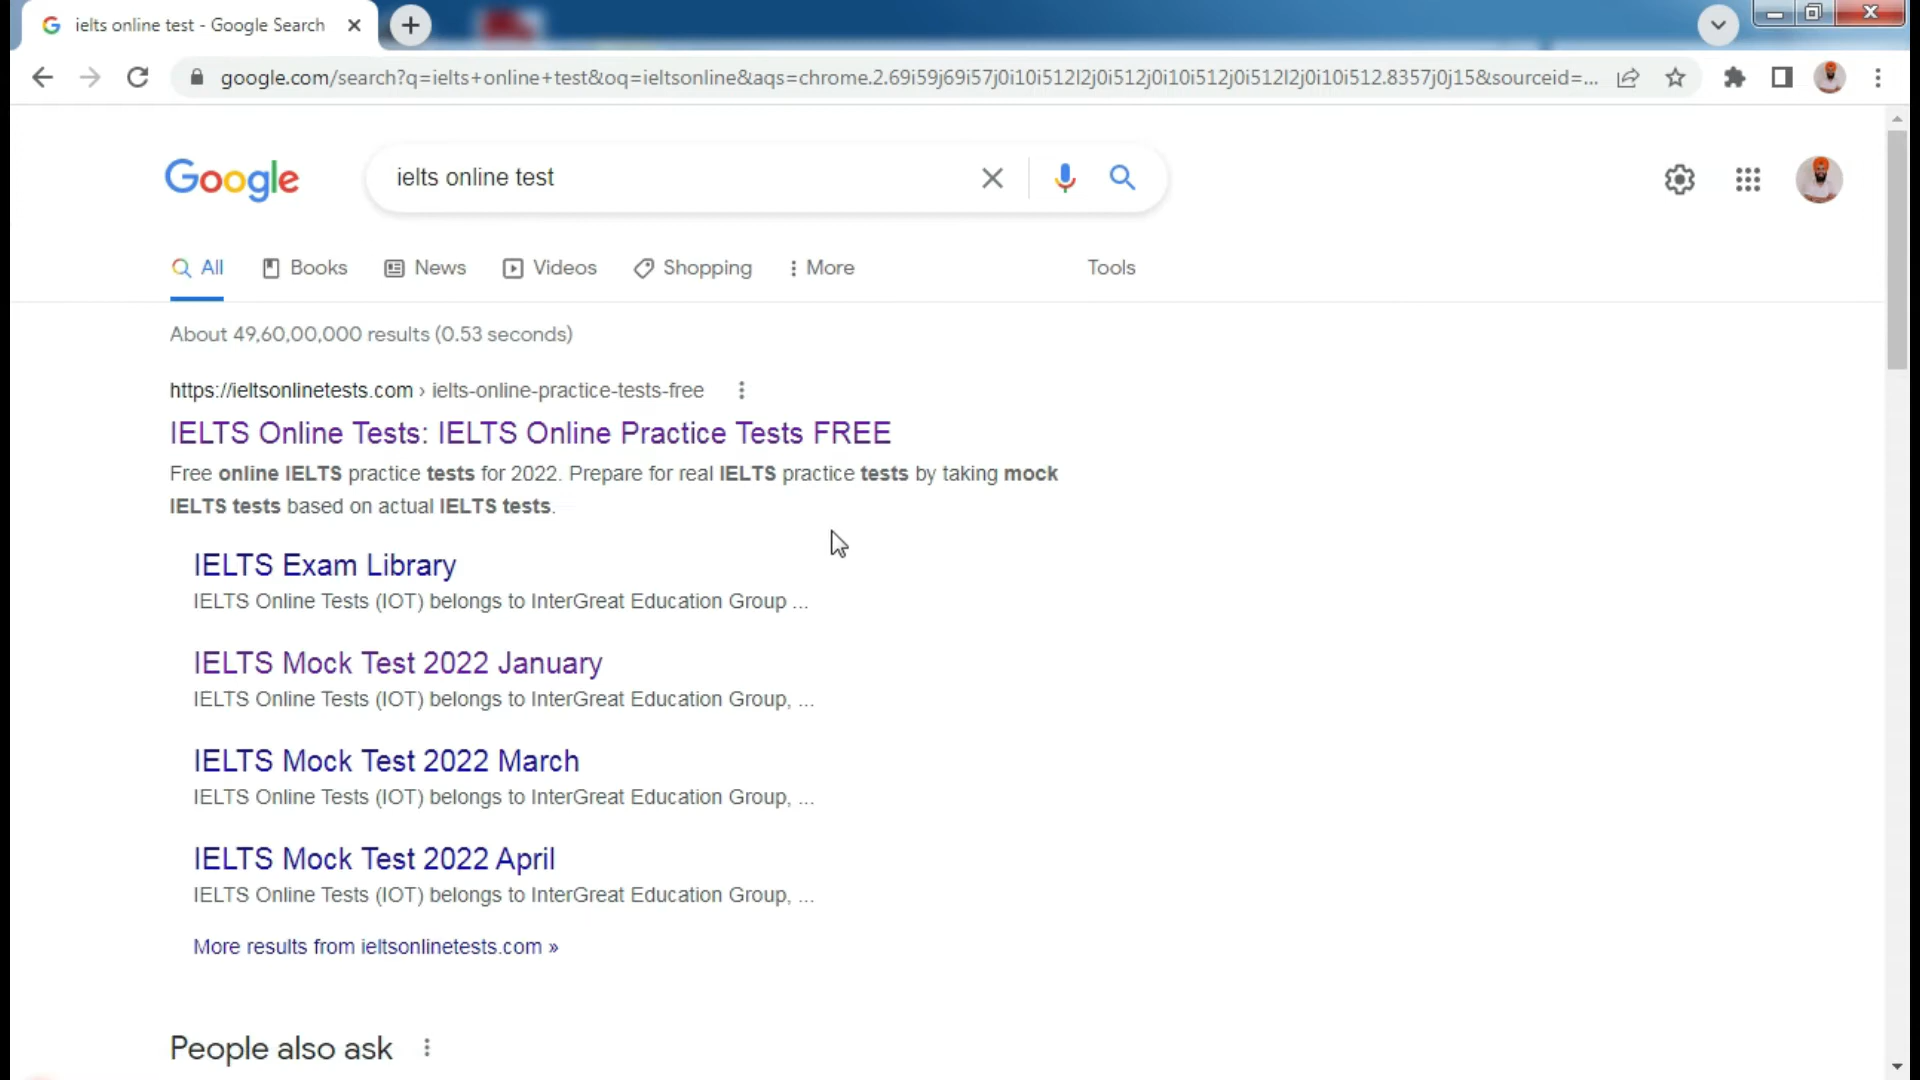 ielts online test - Google Search
google.com/search?q=ielts+online+test&oq=ieltsonline&aqs=chrome.2.69i59j69i57j0i10i512l2j0i512j0i10i512j0i512l2j0i10i512.8357j0j15&sourceid=...
Google
ielts online test
All
Books
News
Videos
Shopping
More
Tools
About 49,60,00,000 results (0.53 seconds)
https://ieltsonlinetests.com › ielts-online-practice-tests-free
IELTS Online Tests: IELTS Online Practice Tests FREE
Free online IELTS practice tests for 2022. Prepare for real IELTS practice tests by taking mock
IELTS tests based on actual IELTS tests.
IELTS Exam Library
IELTS Online Tests (IOT) belongs to InterGreat Education Group ...
IELTS Mock Test 2022 January
IELTS Online Tests (IOT) belongs to InterGreat Education Group, ...
IELTS Mock Test 2022 March
IELTS Online Tests (IOT) belongs to InterGreat Education Group, ...
IELTS Mock Test 2022 April
IELTS Online Tests (IOT) belongs to InterGreat Education Group, ...
More results from ieltsonlinetests.com »
People also ask